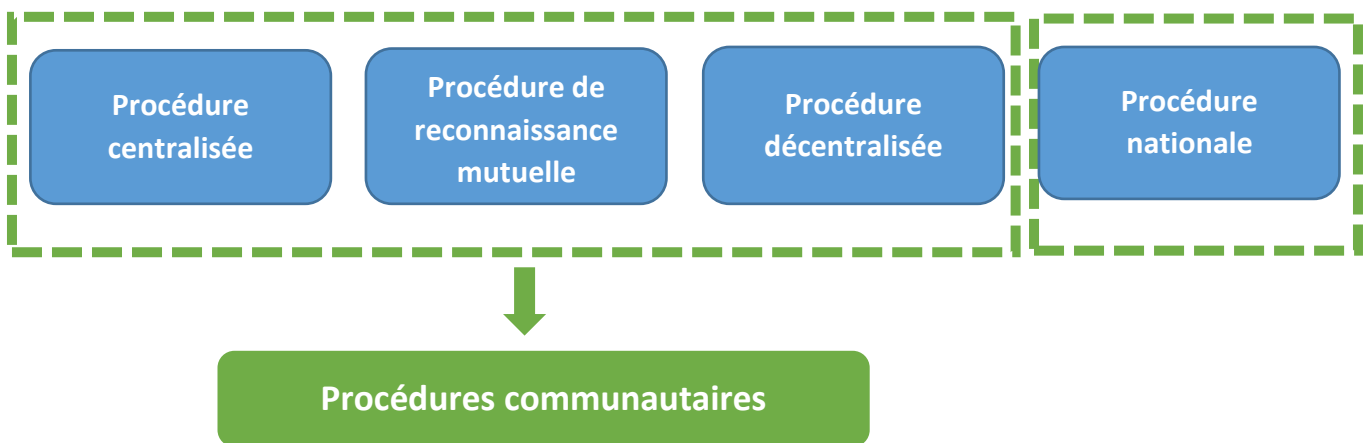 Procédure
centralisée
Procédure de
reconnaissance
mutuelle
Procédure
décentralisée
Procédure
nationale
Procédures communautaires